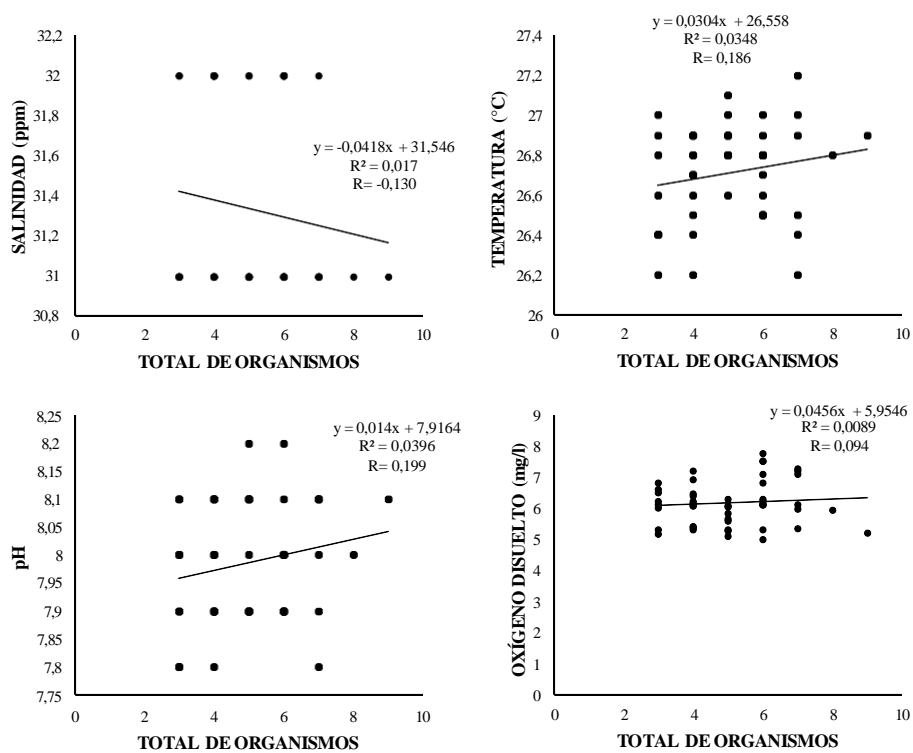 32,2
32
31,8
31,6
31,4
31,2
31
30,8
SALINIDAD (ppm)
y = -0,0418x + 31,546
R² = 0,017
R= -0,130
0 2 4 6 8 10
TOTAL DE ORGANISMOS
y = 0,0304x + 26,558
R² = 0,0348
R= 0,186
27,4
27,2
27
26,8
26,6
26,4
26,2
26
TEMPERATURA (°C)
0 2 4 6 8 10
TOTAL DE ORGANISMOS
8,25
8,2
8,15
8,1
8,05
8
7,95
7,9
7,85
7,8
7,75
pH
y = 0,014x + 7,9164
R² = 0,0396
R= 0,199
0 2 4 6 8 10
TOTAL DE ORGANISMOS
y = 0,0456x + 5,9546
R² = 0,0089
R= 0,094
9
8
7
6
5
4
3
2
1
0
OXÍGENO DISUELTO (mg/l)
0 2 4 6 8 10
TOTAL DE ORGANISMOS